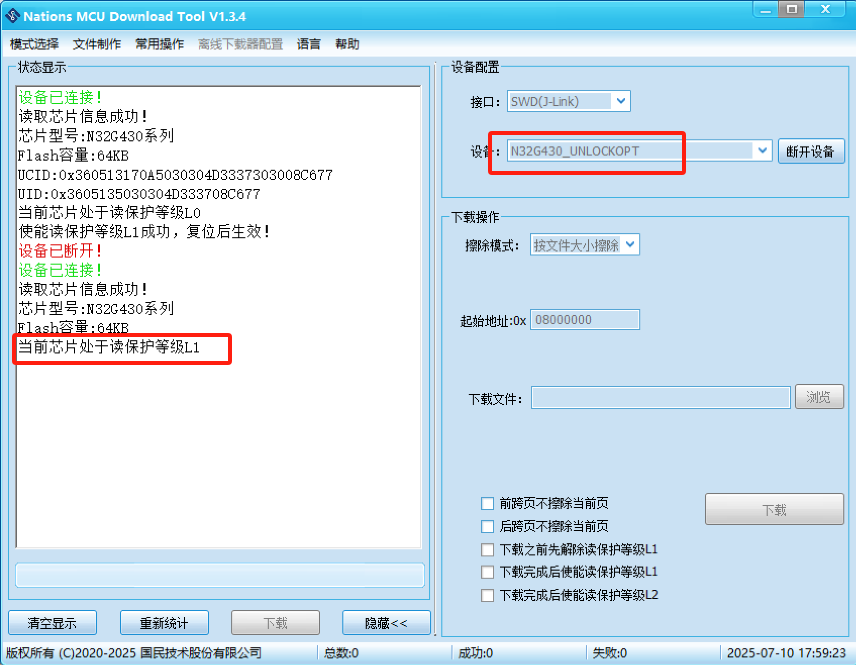 Nations MCU Download Tool V1.3.4
模式选择 文件制作 常用操作 离线下载器配置 语言 帮助
状态显示
设备已连接!
读取芯片信息成功!
芯片型号:N32G430系列
Flash容量:64KB
UCID:0x360513170A5030304D3337303008C677
UID:0x3605135030304D333708C677
当前芯片处于读保护等级L0
使能读保护等级L1成功，复位后生效!
设备已断开!
设备已连接!
读取芯片信息成功!
芯片型号:N32G430系列
Flash容量:64KB
当前芯片处于读保护等级L1
清空显示 重新统计 下载 隐藏<<
设备配置
接口: SWD(J-Link)
设备: N32G430_UNLOCKOPT 断开设备
下载操作
擦除模式: 按文件大小擦除
起始地址:0x 08000000
下载文件: 浏览
前跨页不擦除当前页
后跨页不擦除当前页
下载之前先解除读保护等级L1
下载完成后使能读保护等级L1
下载完成后使能读保护等级L2
下载
版权所有 (C)2020-2025 国民技术股份有限公司 总数:0 成功:0 失败:0 2025-07-10 17:59:23